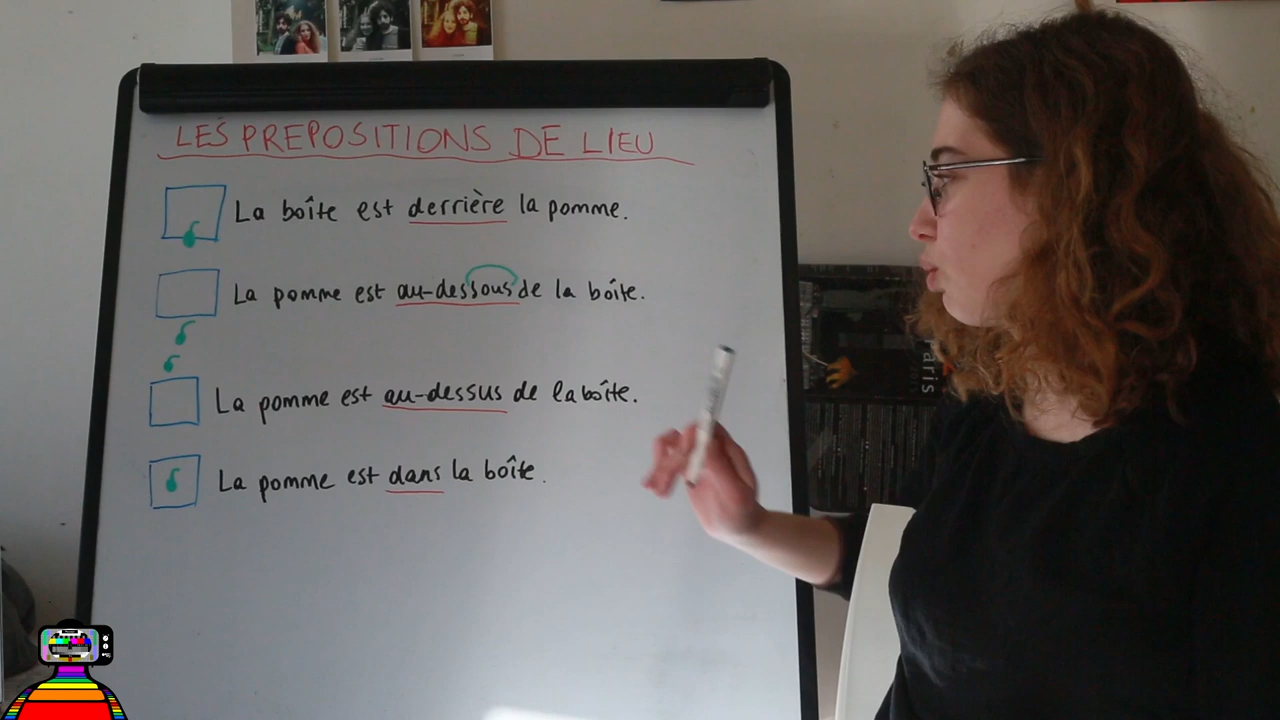 LES PREPOSITIONS DE LIEU
La boîte est derrière la pomme.
La pomme est au-dessous de la boîte.
La pomme est au-dessus de la boîte.
La pomme est dans la boîte.
Paris